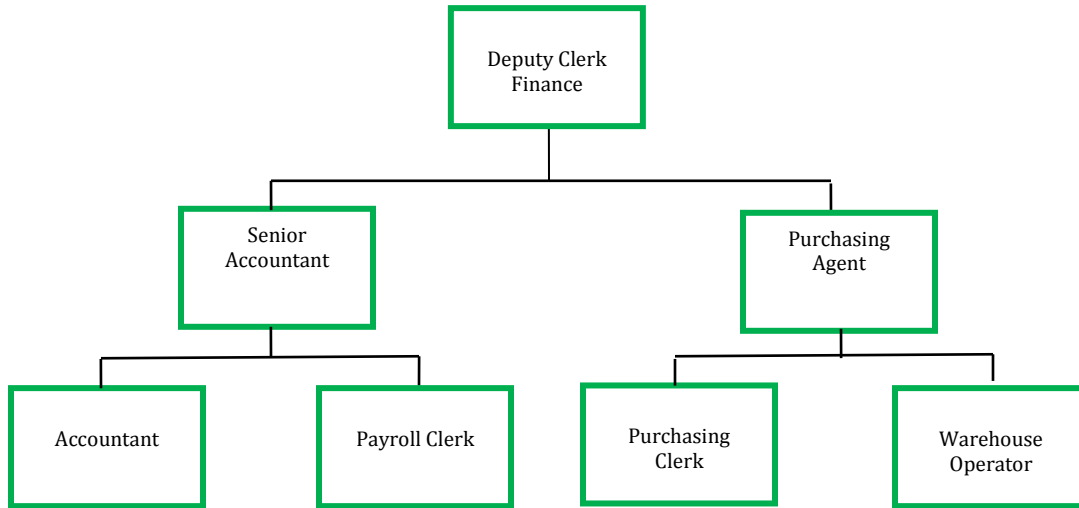 Deputy Clerk
Finance
Senior
Accountant
Purchasing
Agent
Accountant
Payroll Clerk
Purchasing
Clerk
Warehouse
Operator